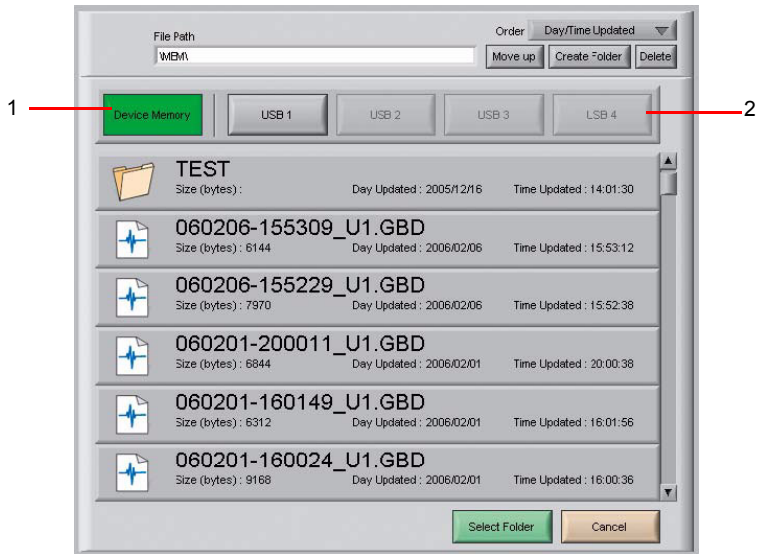 File Path
Order Day/Time Updated
\MEM\
Move up Create Folder Delete
1
Device Memory USB 1 USB 2 USB 3 LSB 4
2
TEST
Size (bytes) : Day Updated : 2005/12/16 Time Updated : 14:01:30
060206-155309_U1.GBD
Size (bytes) : 6144 Day Updated : 2006/02/06 Time Updated : 15:53:12
060206-155229_U1.GBD
Size (bytes) : 7970 Day Updated : 2006/02/06 Time Updated : 15:52:38
060201-200011_U1.GBD
Size (bytes) : 6844 Day Updated : 2006/02/01 Time Updated : 20:00:38
060201-160149_U1.GBD
Size (bytes) : 6312 Day Updated : 2006/02/01 Time Updated : 16:01:56
060201-160024_U1.GBD
Size (bytes) : 9168 Day Updated : 2006/02/01 Time Updated : 16:00:36
Select Folder Cancel